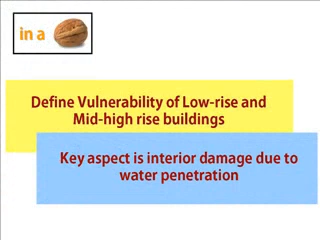 in a
Define Vulnerability of Low-rise and
Mid-high rise buildings
Key aspect is interior damage due to
water penetration